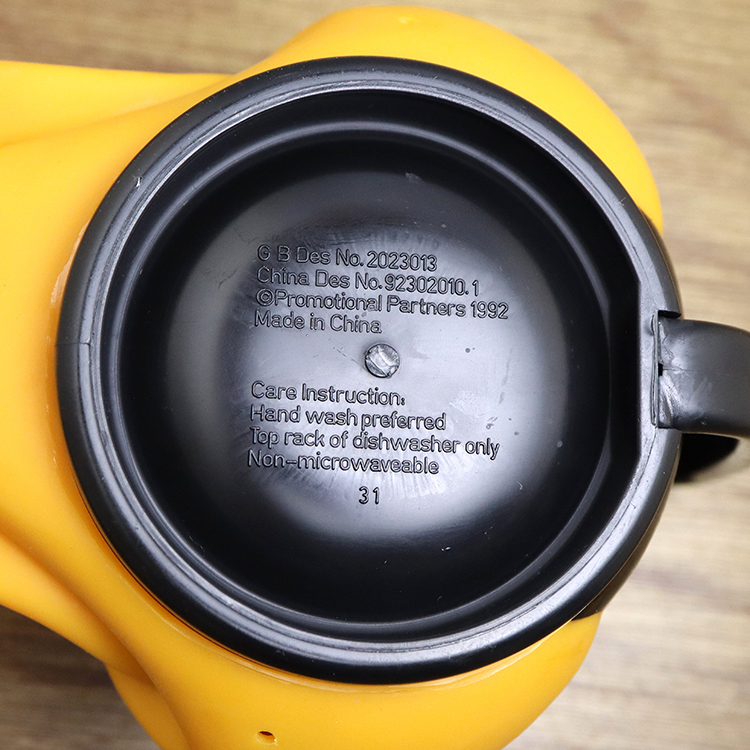 G B Des No. 2023013
China Des No. 92302010.1
©Promotional Partners 1992
Made in China
Care Instruction:
Hand wash preferred
Top rack of dishwasher only
Non-microwaveable
31